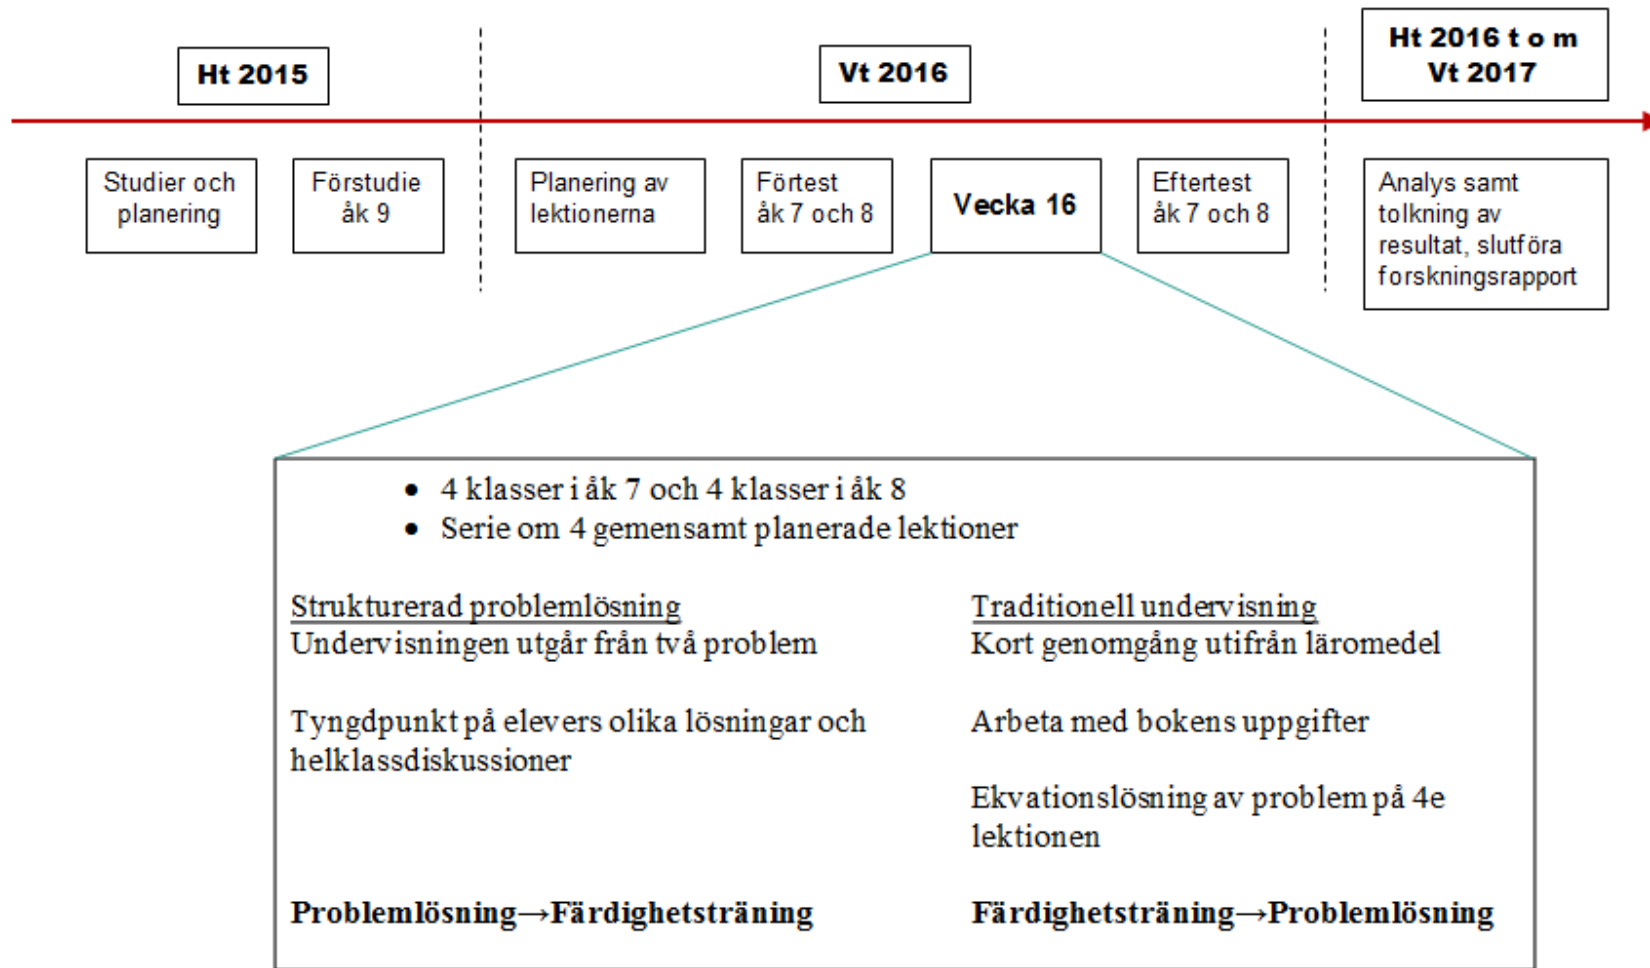 Ht 2015
Vt 2016
Ht 2016 t o m
Vt 2017
Studier och
planering
Förstudie
åk 9
Planering av
lektionerna
Förtest
åk 7 och 8
Vecka 16
Eftertest
åk 7 och 8
Analys samt
tolkning av
resultat, slutföra
forskningsrapport
• 4 klasser i åk 7 och 4 klasser i åk 8
• Serie om 4 gemensamt planerade lektioner
Strukturerad problemlösning
Undervisningen utgår från två problem
Tyngdpunkt på elevers olika lösningar och
helklassdiskussioner
Problemlösning→Färdighetsträning
Traditionell undervisning
Kort genomgång utifrån läromedel
Arbeta med bokens uppgifter
Ekvationslösning av problem på 4e
lektionen
Färdighetsträning→Problemlösning